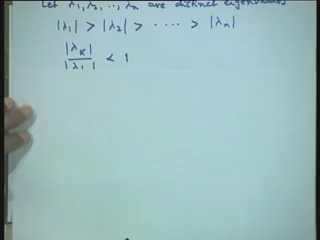 Let λ₁, λ₂, .., λn are distinct eigenvalues
|λ₁| > |λ₂| > .... > |λn|
|λK| / |λ₁| < 1